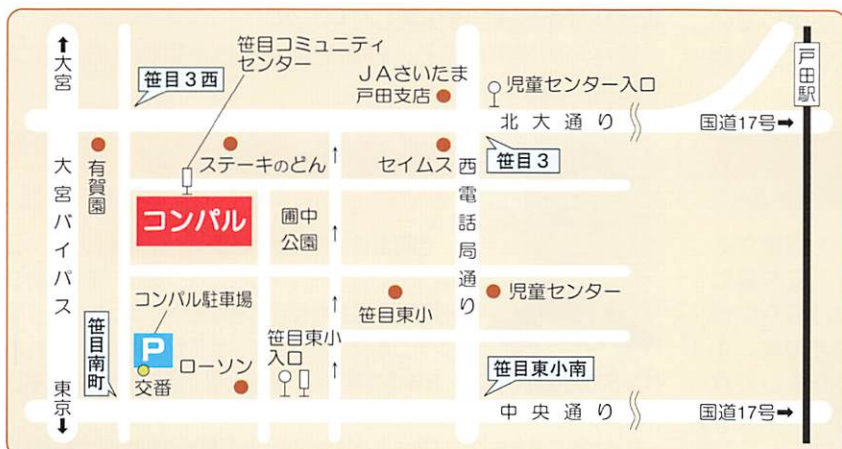 大宮
笹目3西
笹目コミュニティ
センター
JAさいたま
戸田支店
児童センター入口
戸田駅
北大通り
国道17号
大宮バイパス
有賀園
ステーキのどん
セイムス
笹目3
西電話局通り
コンパル
圃中
公園
コンパル駐車場
笹目東小
児童センター
笹目南町
P
交番
ローソン
笹目東小
入口
笹目東小南
東京
中央通り
国道17号